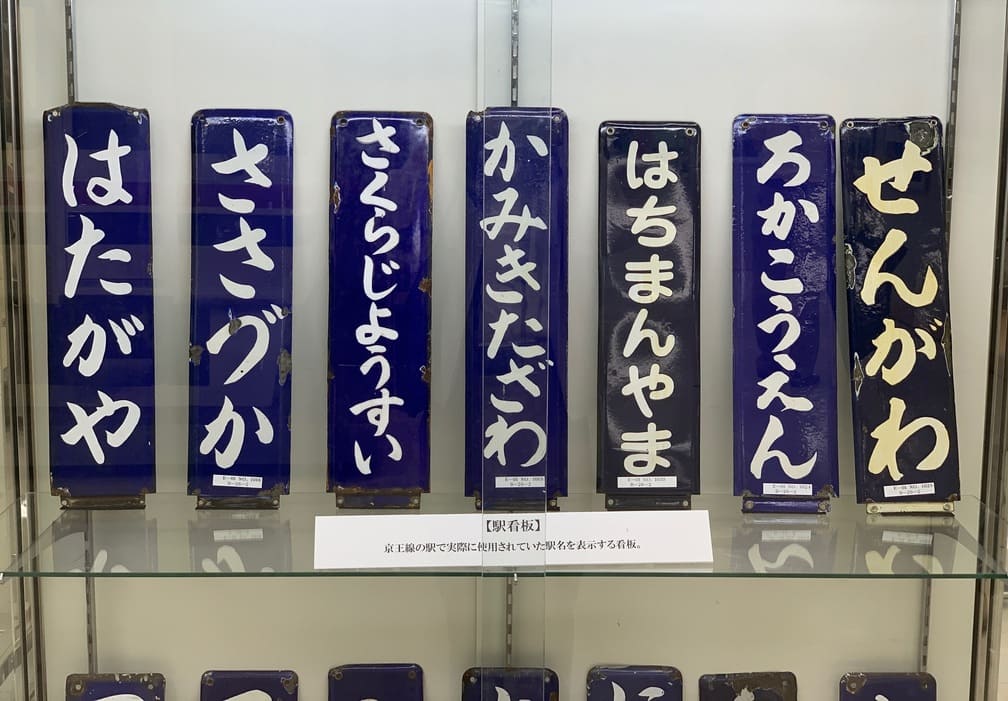 はたがや
ささづか
さくらじようすい
かみきたざわ
はちまんやま
ろかこうえん
せんがわ
【駅看板】
京王線の駅で実際に使用されていた駅名を表示する看板。